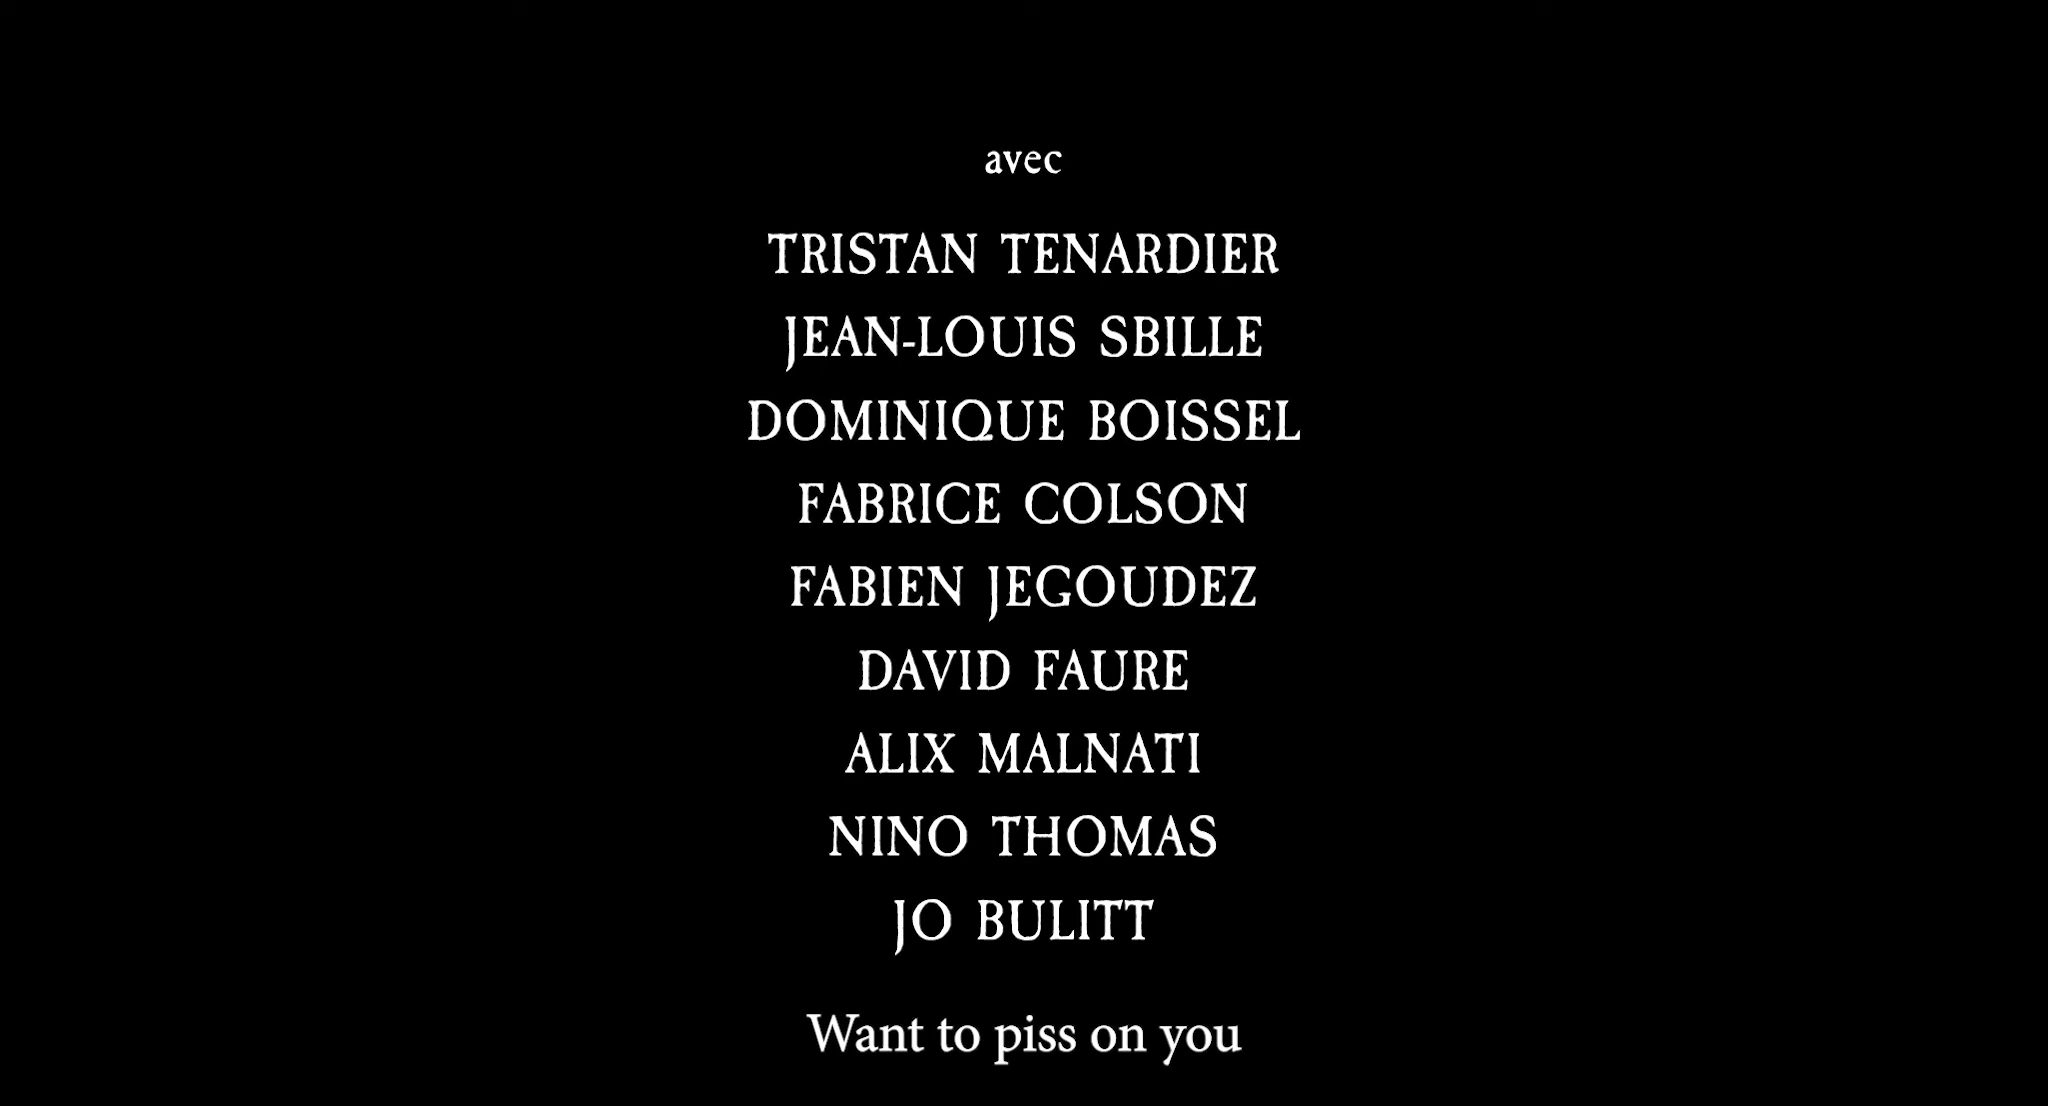 avec
TRISTAN TENARDIER
JEAN-LOUIS SBILLE
DOMINIQUE BOISSEL
FABRICE COLSON
FABIEN JEGOUDEZ
DAVID FAURE
ALIX MALNATI
NINO THOMAS
JO BULITT
Want to piss on you